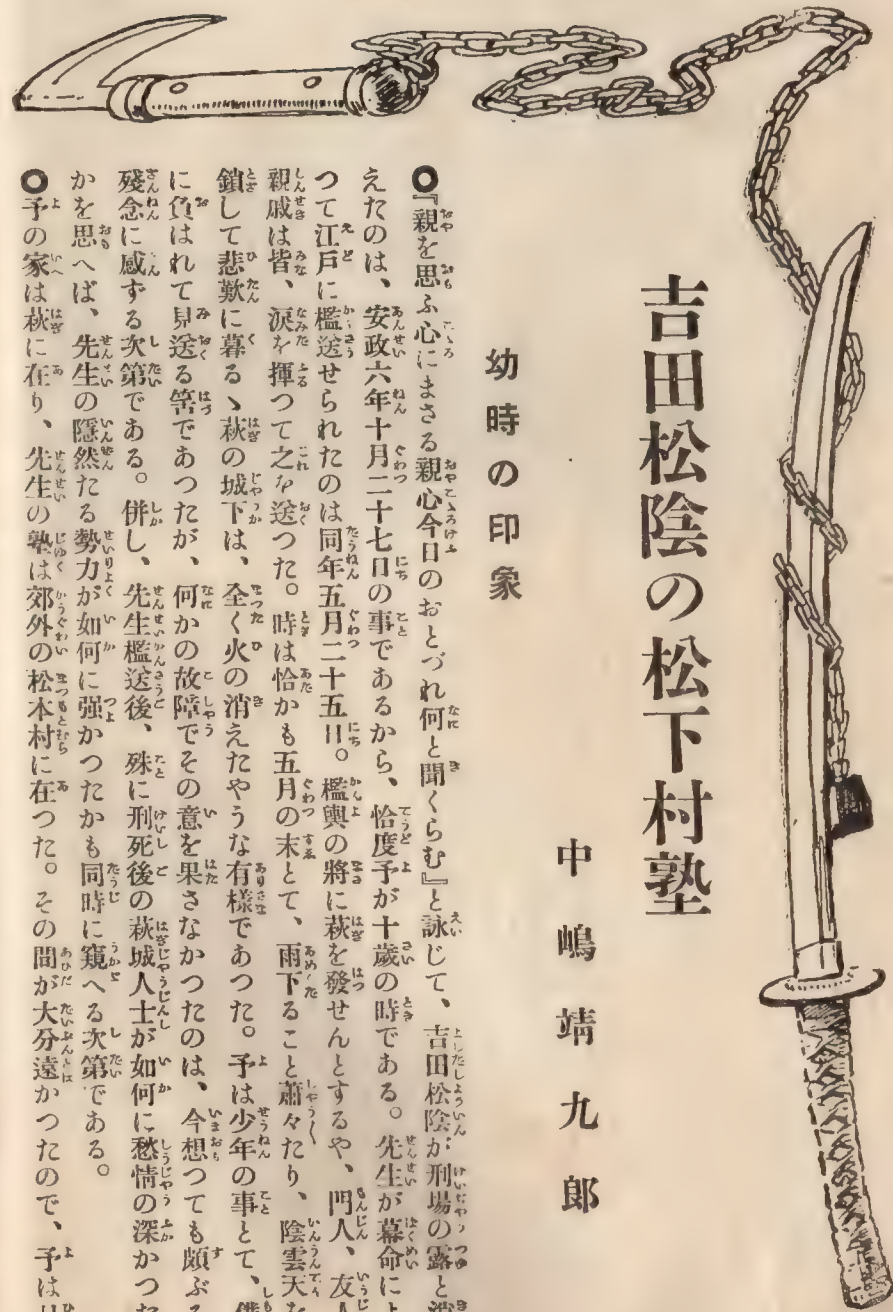 吉田松陰の松下村塾
中嶋靖九郎
幼時の印象
○『親を思ふ心にまさる親心今日のおとづれ何と聞くらむ』と詠じて、吉田松陰が刑場の露と
えたのは、安政六年十月二十七日の事であるから、恰度予が十歳の時である。先生が幕命に
つて江戸に檻送せられたのは同年五月二十五日。檻輿の將に萩を發せんとするや、門人、友
親戚は皆、涙を揮つて之を送つた。時は恰かも五月の末とて、雨下ること蕭々たり、陰雲天
鎖して悲歎に暮るゝ萩の城下は、全く火の消えたやうな有樣であつた。予は少年の事とて、
に負はれて見送る筈であつたが、何かの故障でその意を果さなかつたのは、今想つても頗ぶ
殘念に感ずる次第である。併し、先生檻送後、殊に刑死後の萩城人士が如何に愁情の深かつ
かを思へば、先生の隱然たる勢力が如何に强かつたかも同時に窺へる次第である。
○予の家は萩に在り、先生の塾は郊外の松本村に在つた。その間が大分遠かつたので、予は